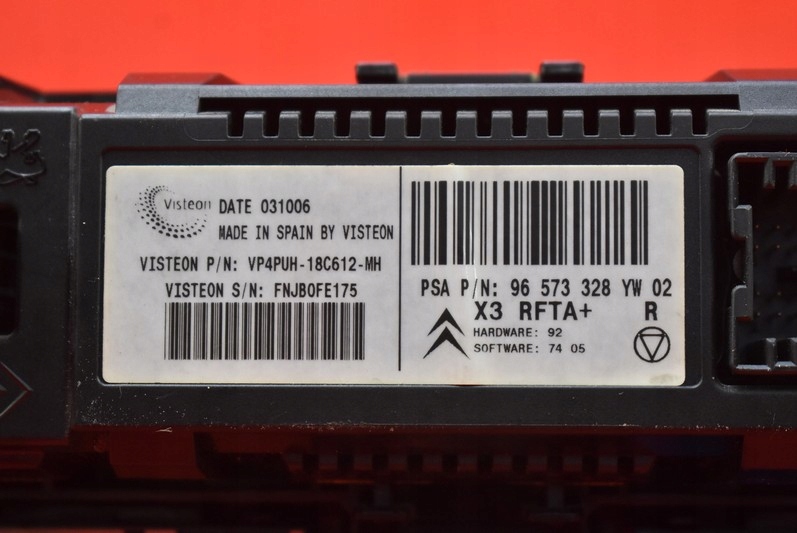 Visteon
DATE 031006
MADE IN SPAIN BY VISTEON
VISTEON P/N: VP4PUH-18C612-MH
VISTEON S/N: FNJB0FE175
PSA P/N: 96 573 328 YW 02
X3 RFTA+ R
HARDWARE: 92
SOFTWARE: 74 05